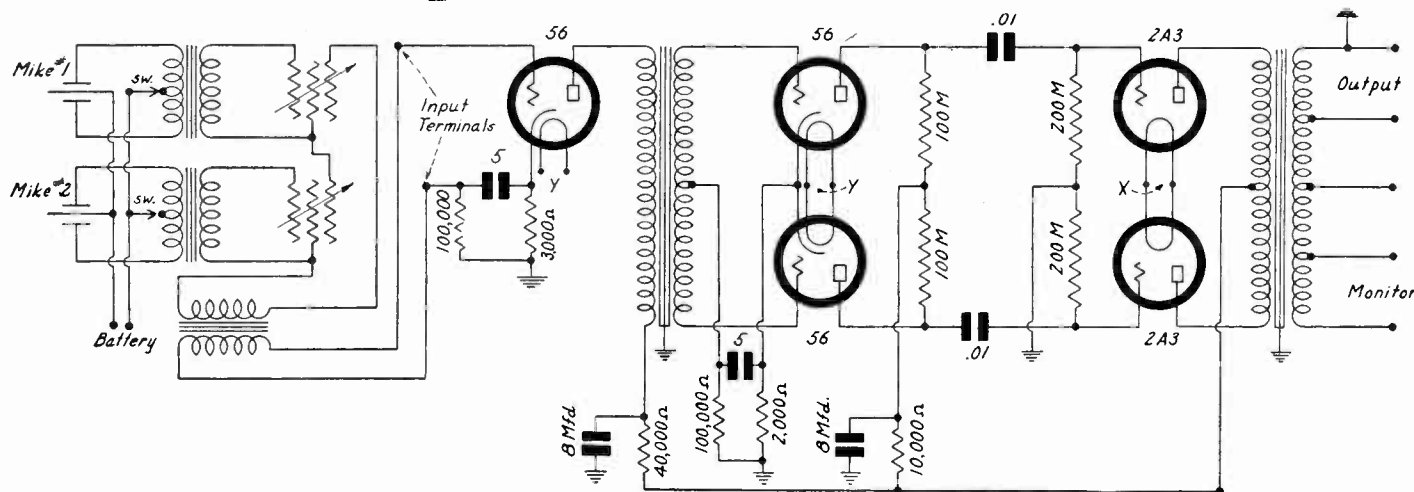 Mike #1
sw.
Mike #2
sw.
Battery
Input
Terminals
56
5
Y
100,000
3,000Ω
56
Y
56
5
100,000Ω
2,000Ω
8 Mfd.
40,000Ω
100M
100M
8 Mfd.
10,000Ω
.01
.01
200M
200M
2A3
X
2A3
Output
Monitor